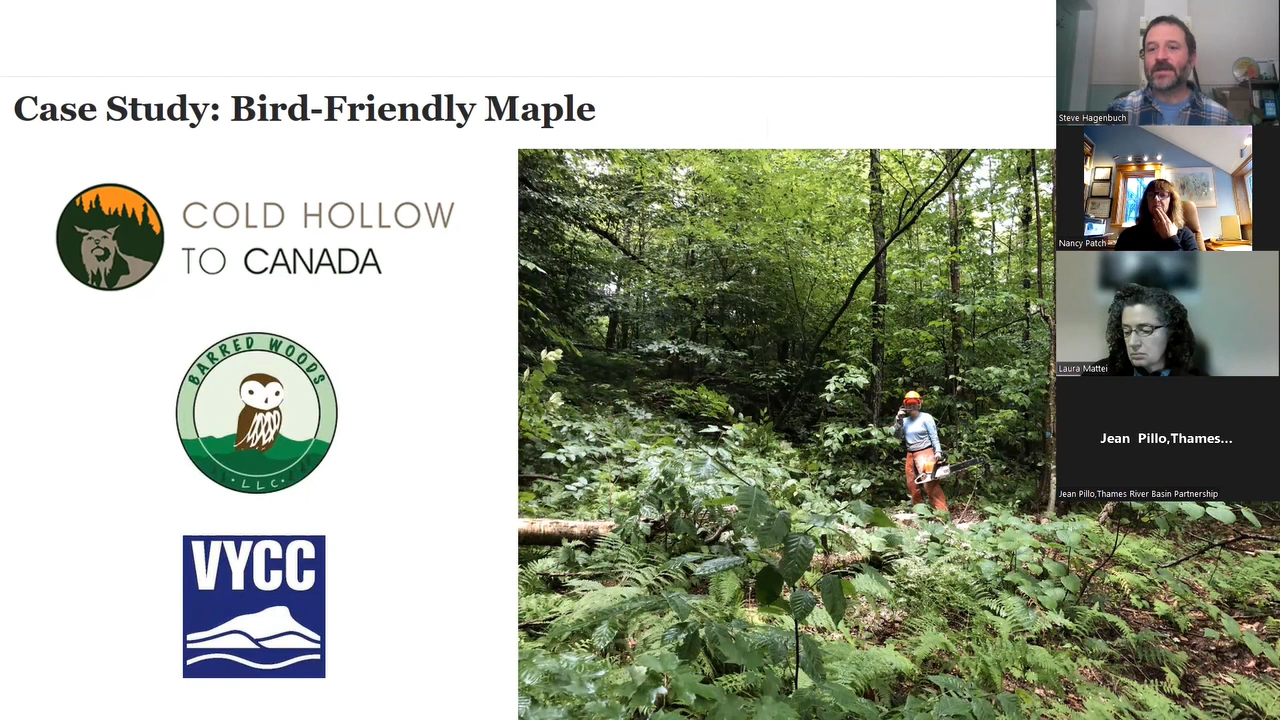 Case Study: Bird-Friendly Maple
COLD HOLLOW
TO CANADA
BARRED WOODS
• LLC •
VYCC
Steve Hagenbuch
Nancy Patch
Laura Mattei
Jean Pillo,Thames...
Jean Pillo,Thames River Basin Partnership